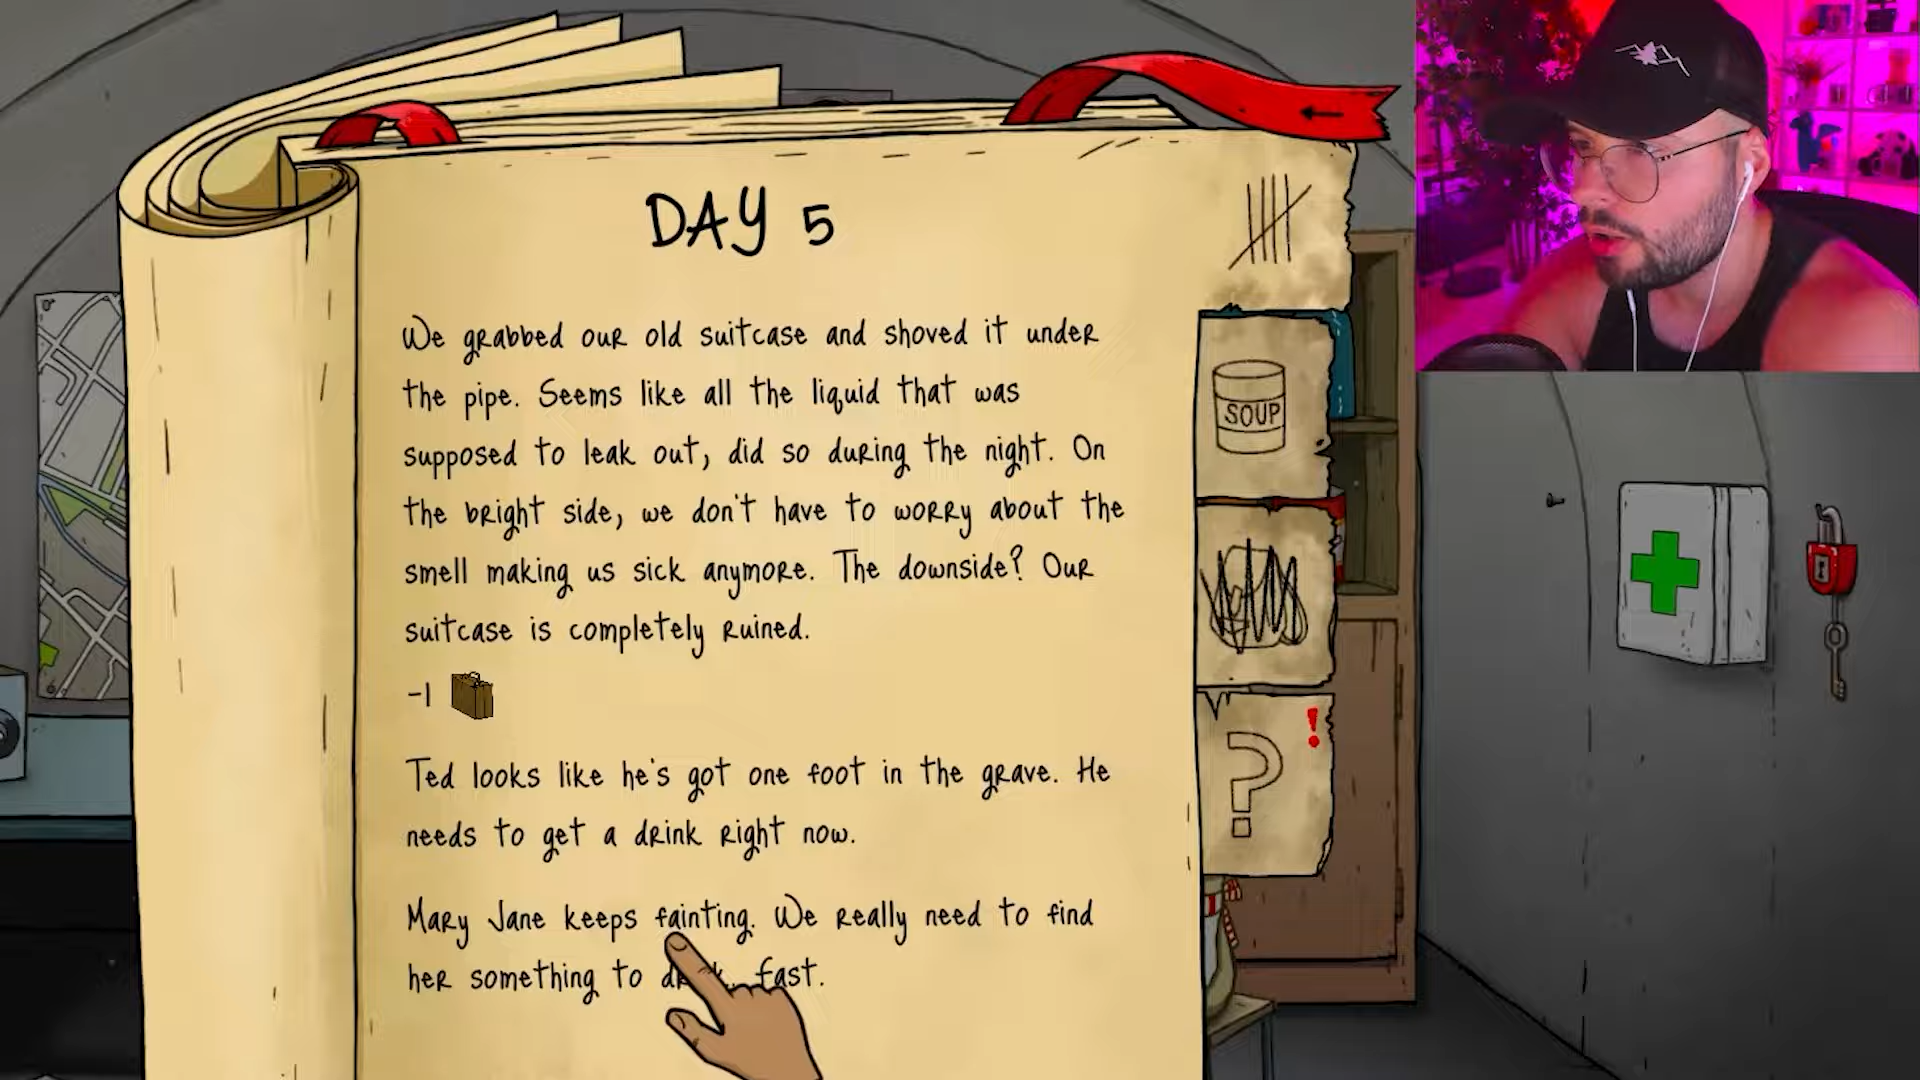 DAY 5
We grabbed our old suitcase and shoved it under
the pipe. Seems like all the liquid that was
supposed to leak out, did so during the night. On
the bright side, we don't have to worry about the
smell making us sick anymore. The downside? Our
suitcase is completely ruined.
-1
Ted looks like he's got one foot in the grave. He
needs to get a drink right now.
Mary Jane keeps fainting. We really need to find
her something to fast.
SOUP
!
?